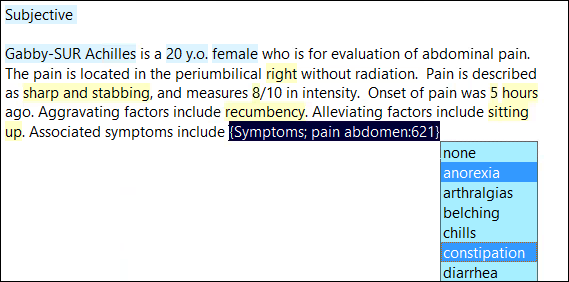 Subjective
Gabby-SUR Achilles is a 20 y.o. female who is for evaluation of abdominal pain.
The pain is located in the periumbilical right without radiation.  Pain is described
as sharp and stabbing, and measures 8/10 in intensity.  Onset of pain was 5 hours
ago. Aggravating factors include recumbency. Alleviating factors include sitting
up. Associated symptoms include {Symptoms; pain abdomen:621}
none
anorexia
arthralgias
belching
chills
constipation
diarrhea